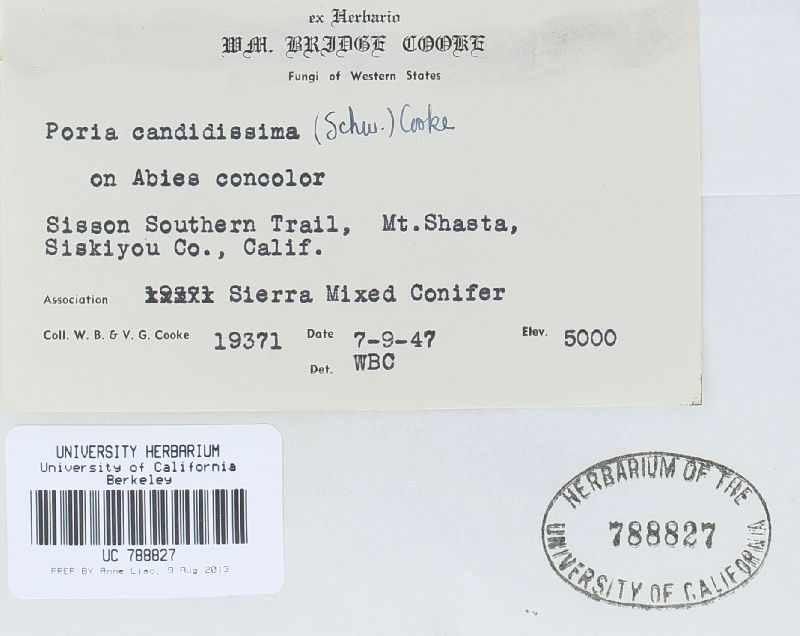 ex Herbario
WM. BRIDGE COOKE
Fungi of Western States
Poria candidissima (Schw.) Cooke
on Abies concolor
Sisson Southern Trail, Mt.Shasta,
Siskiyou Co., Calif.
Association Sierra Mixed Conifer
Coll. W. B. & V. G. Cooke 19371 Date 7-9-47 Elev. 5000
Det. WBC
UNIVERSITY HERBARIUM
University of California
Berkeley
UC 788827
PREP BY Anne Liao, 9 Aug 2013
HERBARIUM OF THE
788827
UNIVERSITY OF CALIFORNIA